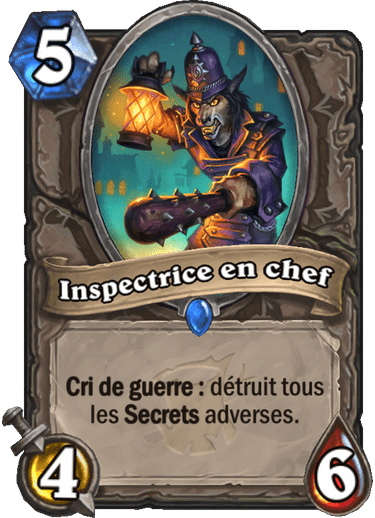 5
Inspectrice en chef
Cri de guerre : détruit tous
les Secrets adverses.
4
6